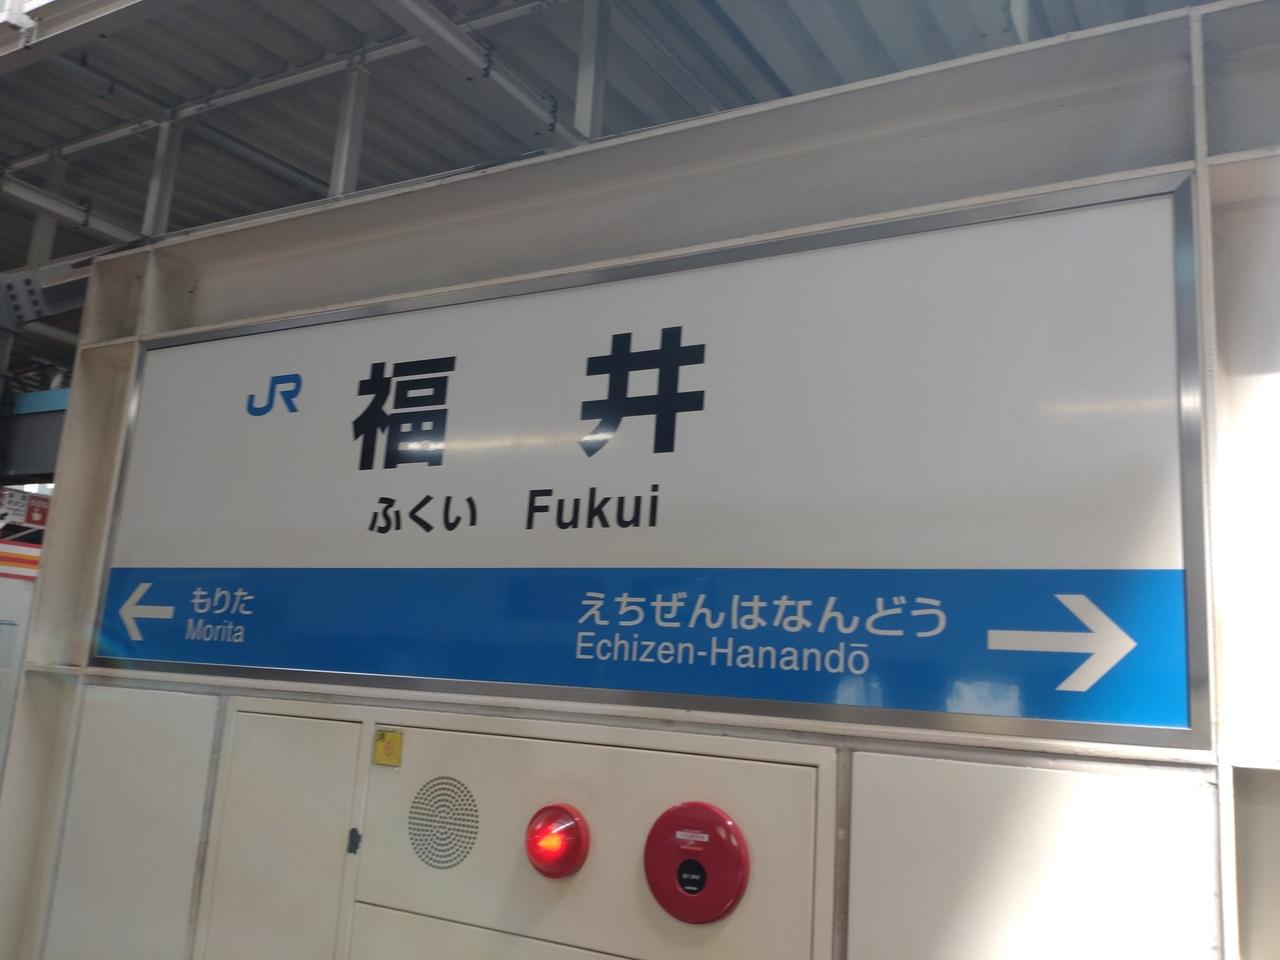 JR 福井
ふくい Fukui
もりた
Morita
えちぜんはなんどう
Echizen-Hanandō